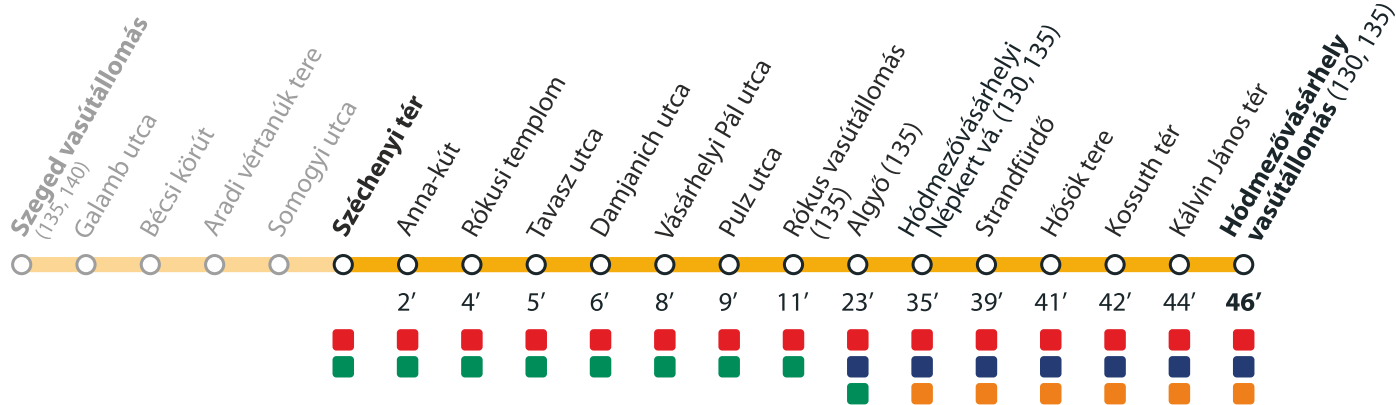 Szeged vasútállomás
(135, 140)
Galamb utca
Bécsi körút
Aradi vértanúk tere
Somogyi utca
Széchenyi tér
Anna-kút
Rókusi templom
Tavasz utca
Damjanich utca
Vásárhelyi Pál utca
Pulz utca
Rókus vasútállomás
(135)
Algyő (135)
Hódmezővásárhelyi
Népkert vá. (130, 135)
Strandfürdő
Hősök tere
Kossuth tér
Kálvin János tér
Hódmezővásárhely
vasútállomás (130, 135)
2’ 4’ 5’ 6’ 8’ 9’ 11’ 23’ 35’ 39’ 41’ 42’ 44’ 46’